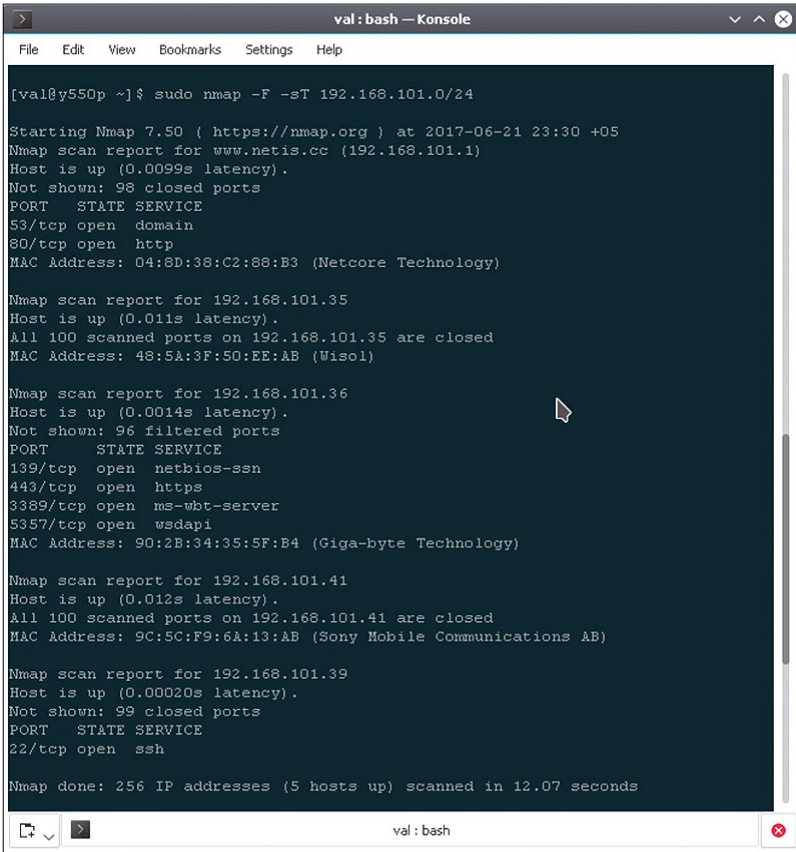 val : bash — Konsole
File Edit View Bookmarks Settings Help
[val@y550p ~]$ sudo nmap -F -sT 192.168.101.0/24
Starting Nmap 7.50 ( https://nmap.org ) at 2017-06-21 23:30 +05
Nmap scan report for www.netis.cc (192.168.101.1)
Host is up (0.0099s latency).
Not shown: 98 closed ports
PORT STATE SERVICE
53/tcp open domain
80/tcp open http
MAC Address: 04:8D:38:C2:88:B3 (Netcore Technology)
Nmap scan report for 192.168.101.35
Host is up (0.011s latency).
All 100 scanned ports on 192.168.101.35 are closed
MAC Address: 48:5A:3F:50:EE:AB (Wisol)
Nmap scan report for 192.168.101.36
Host is up (0.0014s latency).
Not shown: 96 filtered ports
PORT STATE SERVICE
139/tcp open netbios-ssn
443/tcp open https
3389/tcp open ms-wbt-server
5357/tcp open wsdapi
MAC Address: 90:2B:34:35:5F:B4 (Giga-byte Technology)
Nmap scan report for 192.168.101.41
Host is up (0.012s latency).
All 100 scanned ports on 192.168.101.41 are closed
MAC Address: 9C:5C:F9:6A:13:AB (Sony Mobile Communications AB)
Nmap scan report for 192.168.101.39
Host is up (0.00020s latency).
Not shown: 99 closed ports
PORT STATE SERVICE
22/tcp open ssh
Nmap done: 256 IP addresses (5 hosts up) scanned in 12.07 seconds
val : bash